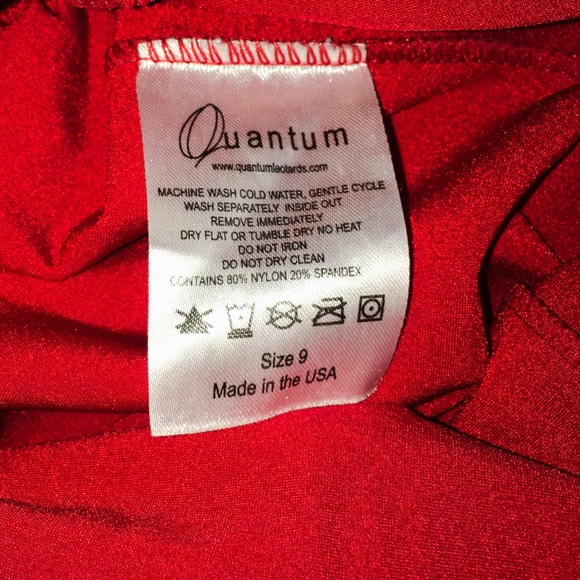 Quantum
www.quantumleotards.com
MACHINE WASH COLD WATER, GENTLE CYCLE
WASH SEPARATELY INSIDE OUT
REMOVE IMMEDIATELY
DRY FLAT OR TUMBLE DRY NO HEAT
DO NOT IRON
DO NOT DRY CLEAN
CONTAINS 80% NYLON 20% SPANDEX
Size 9
Made in the USA